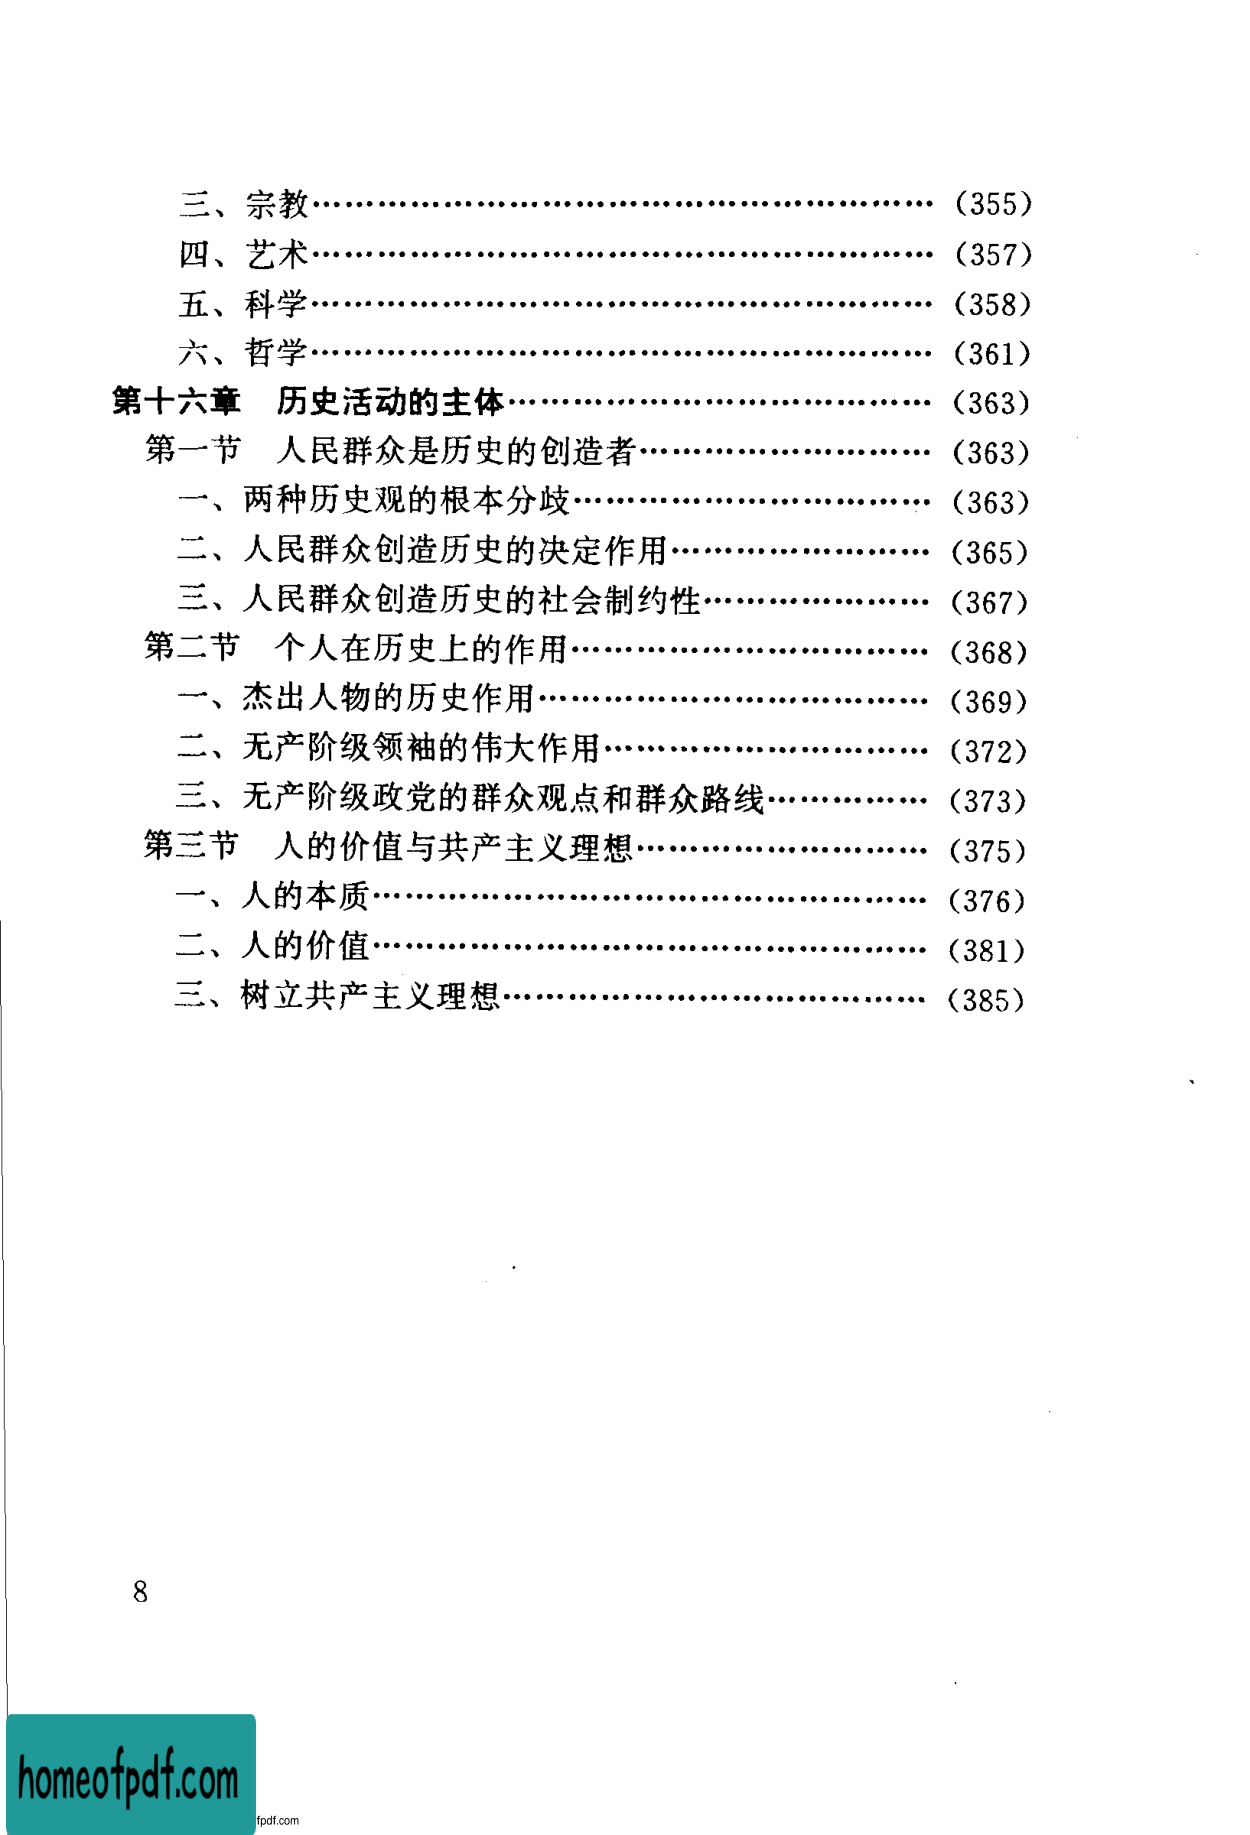 三、宗教………………………………………………… (355)
四、艺术………………………………………………… (357)
五、科学………………………………………………… (358)
六、哲学………………………………………………… (361)
第十六章　历史活动的主体………………………………… (363)
第一节　人民群众是历史的创造者……………………… (363)
一、两种历史观的根本分歧…………………………… (363)
二、人民群众创造历史的决定作用…………………… (365)
三、人民群众创造历史的社会制约性………………… (367)
第二节　个人在历史上的作用…………………………… (368)
一、杰出人物的历史作用……………………………… (369)
二、无产阶级领袖的伟大作用………………………… (372)
三、无产阶级政党的群众观点和群众路线…………… (373)
第三节　人的价值与共产主义理想……………………… (375)
一、人的本质…………………………………………… (376)
二、人的价值…………………………………………… (381)
三、树立共产主义理想………………………………… (385)
8
homeofpdf.com
fpdf.com